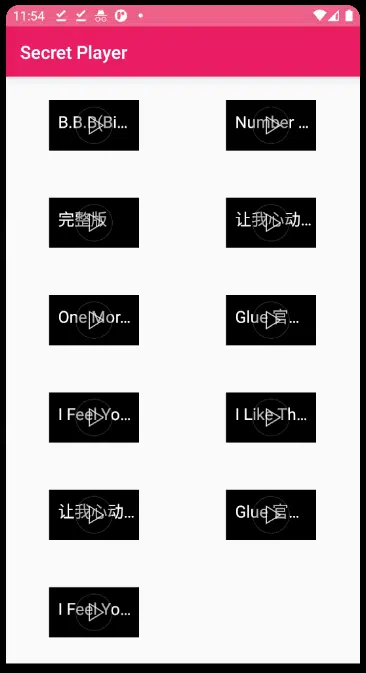 11:54
Secret Player
B.B.B(Bi...
Number ...
完整版
让我心动...
One Mor...
Glue 官...
I Feel Yo...
I Like Th...
让我心动...
Glue 官...
I Feel Yo...